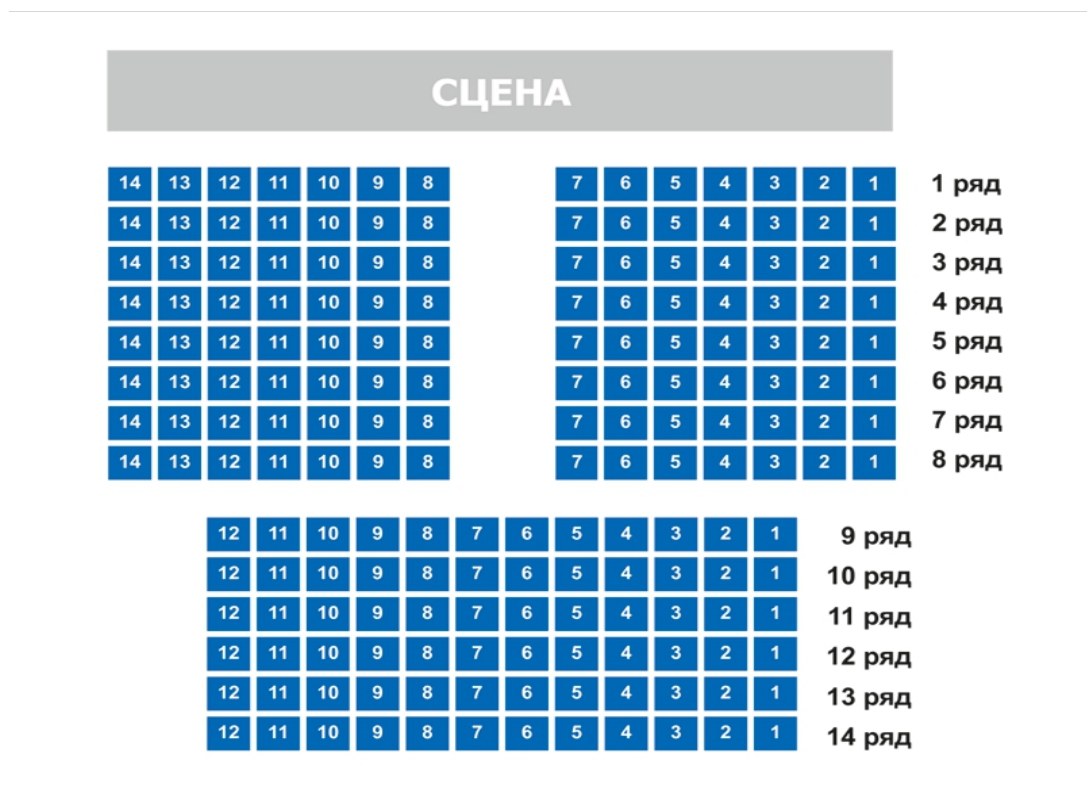 СЦЕНА
14 13 12 11 10 9 8 7 6 5 4 3 2 1 1 ряд
14 13 12 11 10 9 8 7 6 5 4 3 2 1 2 ряд
14 13 12 11 10 9 8 7 6 5 4 3 2 1 3 ряд
14 13 12 11 10 9 8 7 6 5 4 3 2 1 4 ряд
14 13 12 11 10 9 8 7 6 5 4 3 2 1 5 ряд
14 13 12 11 10 9 8 7 6 5 4 3 2 1 6 ряд
14 13 12 11 10 9 8 7 6 5 4 3 2 1 7 ряд
14 13 12 11 10 9 8 7 6 5 4 3 2 1 8 ряд
12 11 10 9 8 7 6 5 4 3 2 1 9 ряд
12 11 10 9 8 7 6 5 4 3 2 1 10 ряд
12 11 10 9 8 7 6 5 4 3 2 1 11 ряд
12 11 10 9 8 7 6 5 4 3 2 1 12 ряд
12 11 10 9 8 7 6 5 4 3 2 1 13 ряд
12 11 10 9 8 7 6 5 4 3 2 1 14 ряд